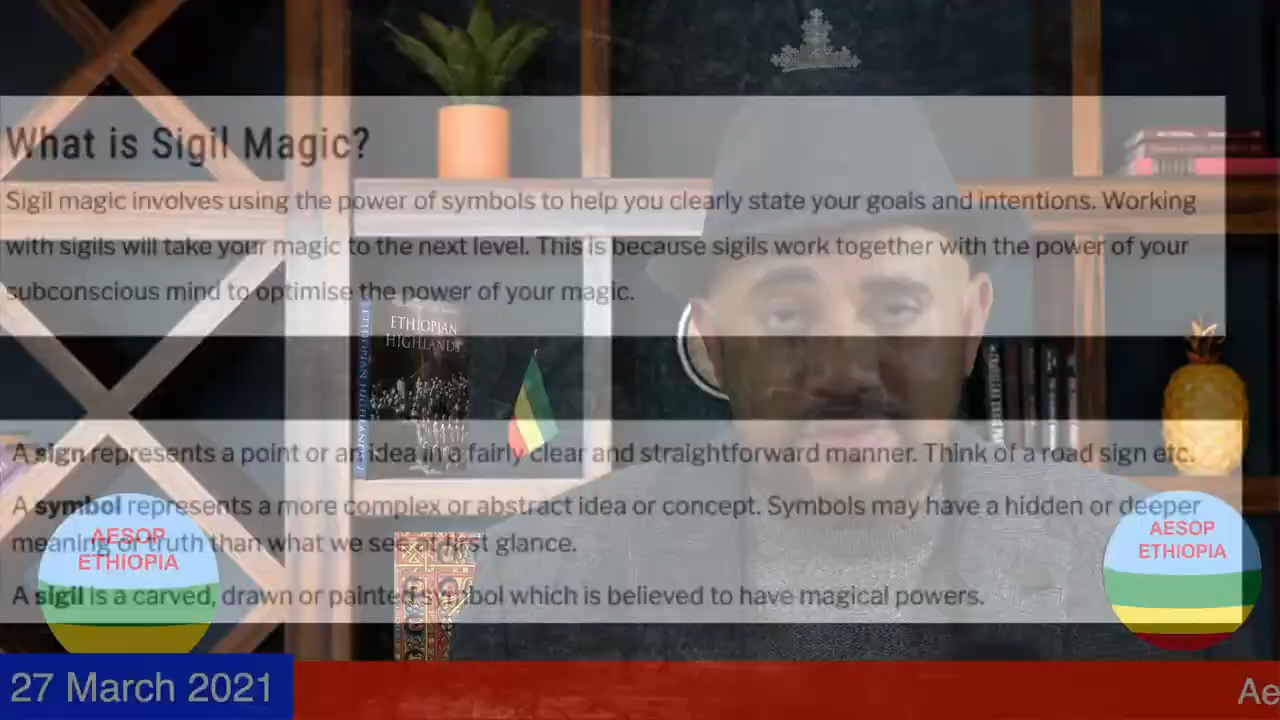 What is Sigil Magic?
Sigil magic involves using the power of symbols to help you clearly state your goals and intentions. Working
with sigils will take your magic to the next level. This is because sigils work together with the power of your
subconscious mind to optimise the power of your magic.
ETHIOPIAN
HIGHLANDS
ETHIOPIAN HIGHLANDS
A sign represents a point or an idea in a fairly clear and straightforward manner. Think of a road sign etc.
A symbol represents a more complex or abstract idea or concept. Symbols may have a hidden or deeper
meaning or truth than what we see at first glance.
A sigil is a carved, drawn or painted symbol which is believed to have magical powers.
AESOP
ETHIOPIA
AESOP
ETHIOPIA
27 March 2021
Ae